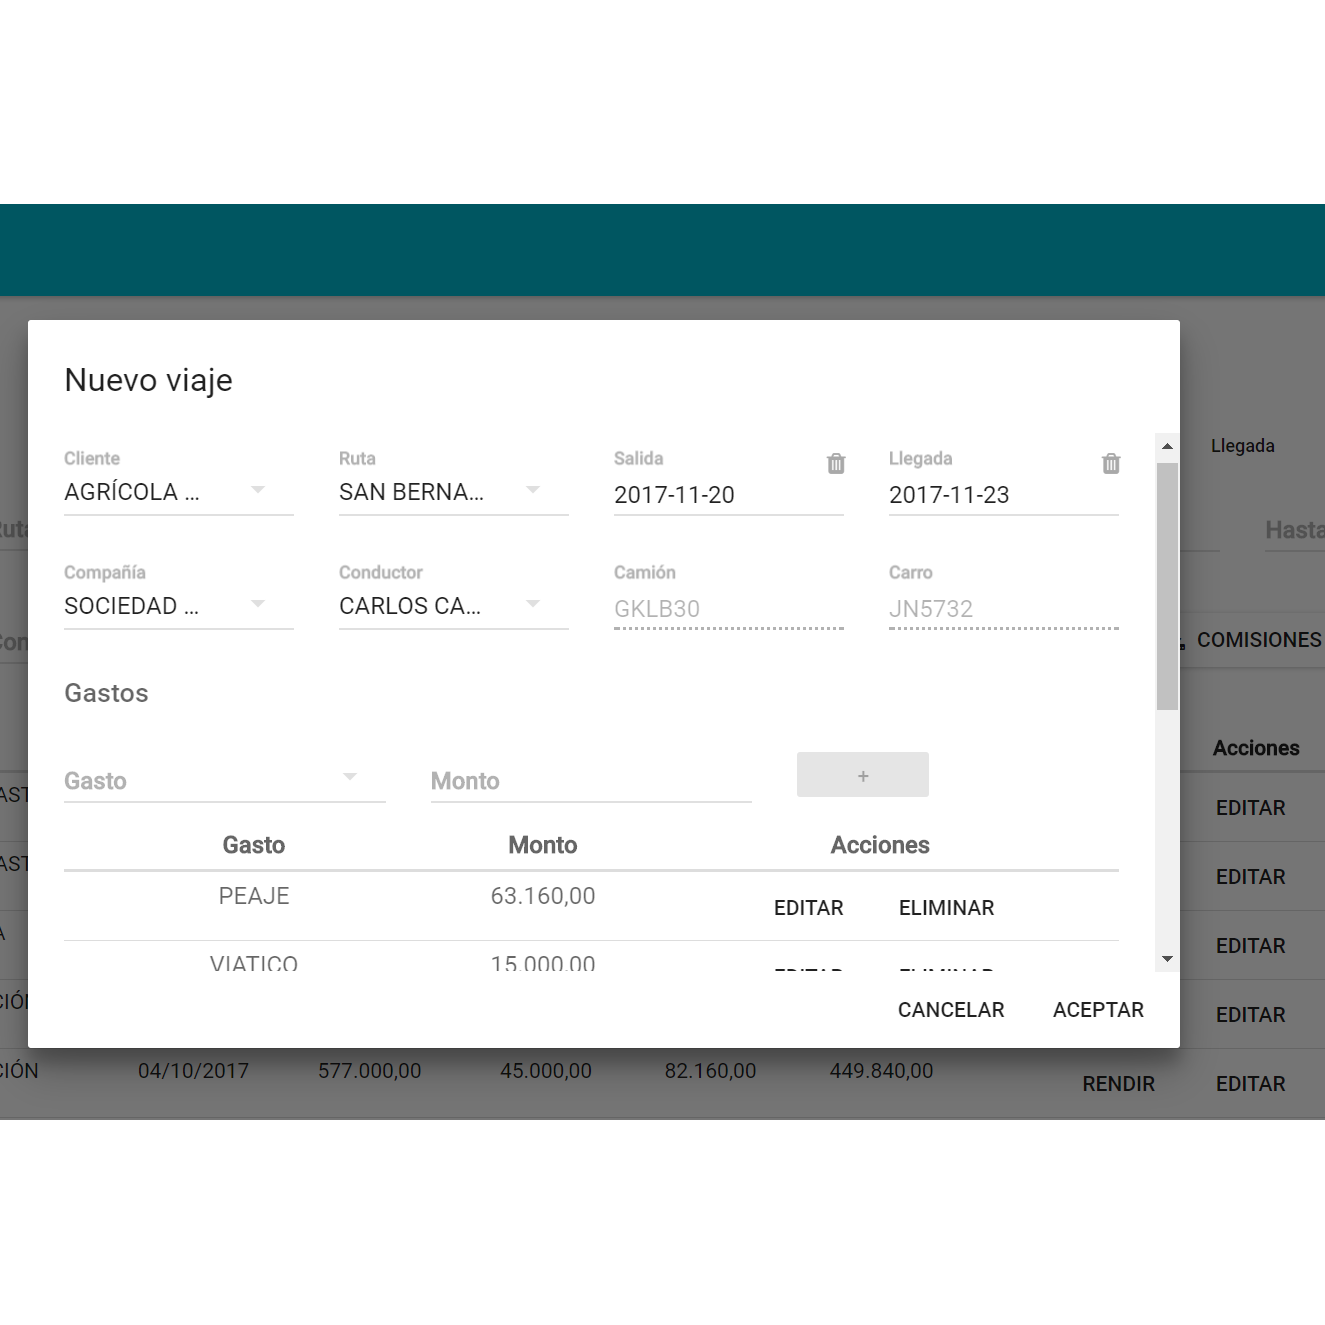 Nuevo viaje
Cliente Ruta Salida Llegada
AGRÍCOLA ... SAN BERNA... 2017-11-20 2017-11-23
Compañía Conductor Camión Carro
SOCIEDAD ... CARLOS CA... GKLB30 JN5732
Gastos
Gasto Monto +
Gasto Monto Acciones
PEAJE 63.160,00 EDITAR ELIMINAR
VIATICO 15.000,00 EDITAR ELIMINAR
CANCELAR ACEPTAR
Llegada
Hasta
COMISIONES
Acciones
EDITAR
EDITAR
EDITAR
EDITAR
04/10/2017 577.000,00 45.000,00 82.160,00 449.840,00 RENDIR EDITAR